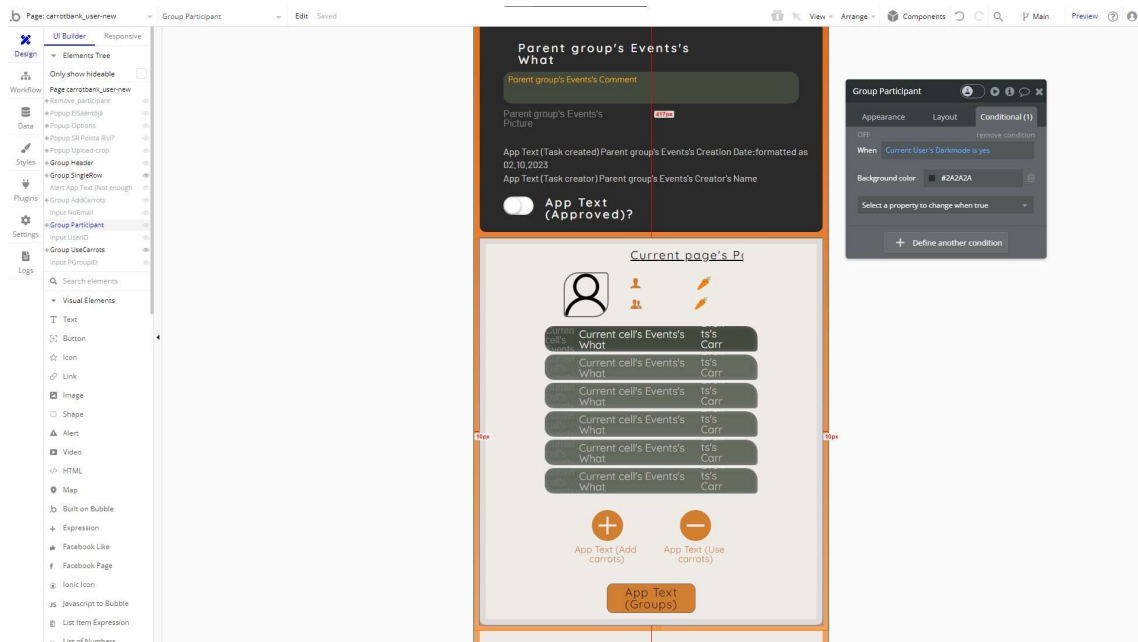 Page: carrotbank_user-new
Group Participant
Edit
Saved
View
Arrange
Components
Main
Preview
Design
Workflow
Data
Styles
Plugins
Settings
Logs
UI Builder
Responsive
Elements Tree
Only show hideable
Page carrotbank_user-new
Remove_participant
Popup EiSääntöjä
Popup Options
Popup SR Poista Rivi?
Popup Upload-crop
Group Header
Group SingleRow
Alert App Text (Not enough
Group AddCarrots
Input NoEmail
Group Participant
Input UserID
Group UseCarrots
Input PGroupID
Search elements
Visual Elements
Text
Button
Icon
Link
Image
Shape
Alert
Video
HTML
Map
Built on Bubble
Expression
Facebook Like
Facebook Page
Ionic Icon
Javascript to Bubble
List Item Expression
List of Numbers
Parent group's Events's
What
Parent group's Events's Comment
Parent group's Events's
Picture
417px
App Text (Task created) Parent group's Events's Creation Date:formatted as
02,10,2023
App Text (Task creator) Parent group's Events's Creator's Name
App Text
(Approved)?
Current page's
Curren
cell's
Events
Current cell's Events's
What
ts's
Carr
Current cell's Events's
What
ts's
Carr
Current cell's Events's
What
ts's
Carr
Current cell's Events's
What
ts's
Carr
Current cell's Events's
What
ts's
Carr
Current cell's Events's
What
ts's
Carr
10px
10px
App Text (Add
carrots)
App Text (Use
carrots)
App Text
(Groups)
Group Participant
Appearance
Layout
Conditional (1)
OFF
remove condition
When Current User's Darkmode is yes
Background color
#2A2A2A
Select a property to change when true
Define another condition